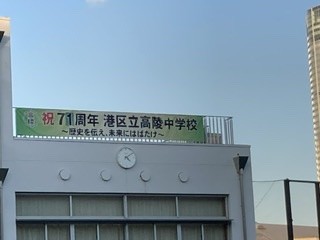 祝 71周年 港区立高陵中学校
～歴史を伝え、未来にはばたけ～